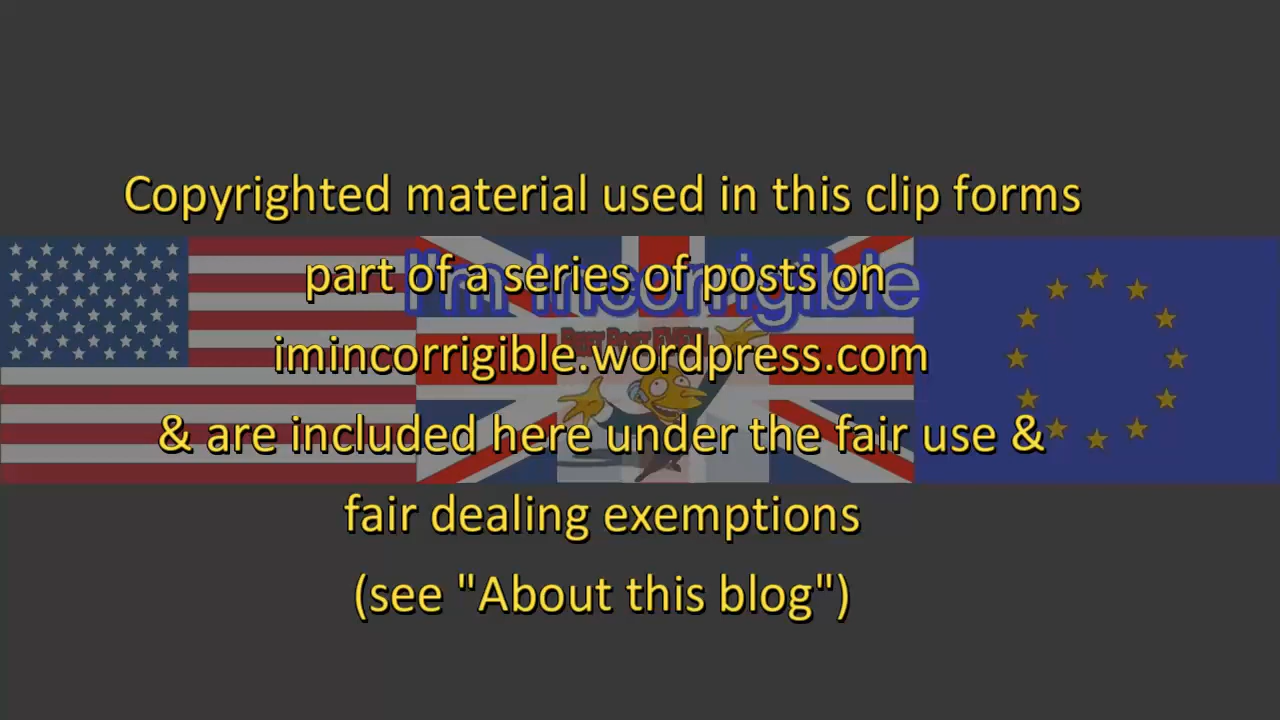 Copyrighted material used in this clip forms
part of a series of posts on
I'm Incorrigible
imincorrigible.wordpress.com
& are included here under the fair use &
fair dealing exemptions
(see "About this blog")